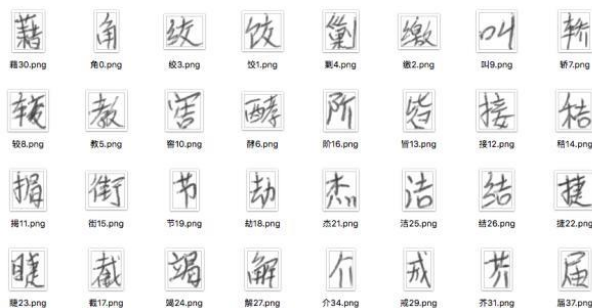 藉 角 绞 饺 剿 缴 叫 轿
藉30.png 角0.png 绞3.png 饺1.png 剿4.png 缴2.png 叫9.png 轿7.png
较 教 窖 酵 阶 皆 接 秸
较8.png 教5.png 窖10.png 酵6.png 阶16.png 皆13.png 接12.png 秸14.png
揭 街 节 劫 杰 洁 结 捷
揭11.png 街15.png 节19.png 劫18.png 杰21.png 洁25.png 结26.png 捷22.png
睫 截 竭 解 介 戒 芥 届
睫23.png 截17.png 竭24.png 解27.png 介34.png 戒29.png 芥31.png 届37.png